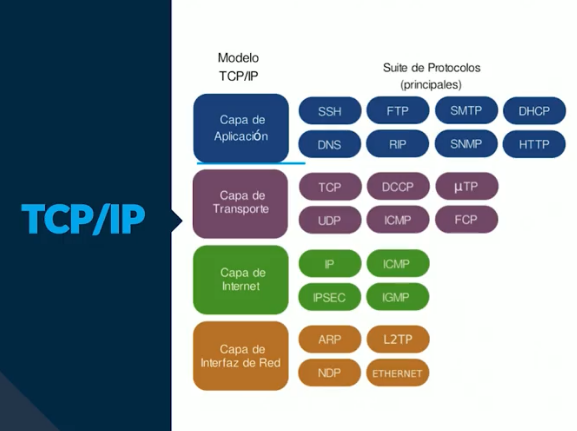 TCP/IP
Modelo
TCP/IP
Suite de Protocolos
(principales)
Capa de
Aplicación
SSH FTP SMTP DHCP
DNS RIP SNMP HTTP
Capa de
Transporte
TCP DCCP µTP
UDP ICMP FCP
Capa de
Internet
IP ICMP
IPSEC IGMP
Capa de
Interfaz de Red
ARP L2TP
NDP ETHERNET